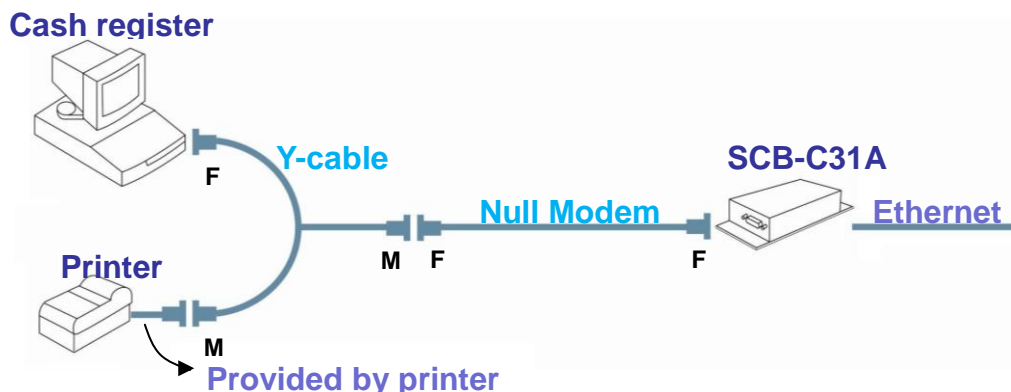 Cash register
F
Y-cable
SCB-C31A
Null Modem
Ethernet
M
F
F
Printer
M
Provided by printer